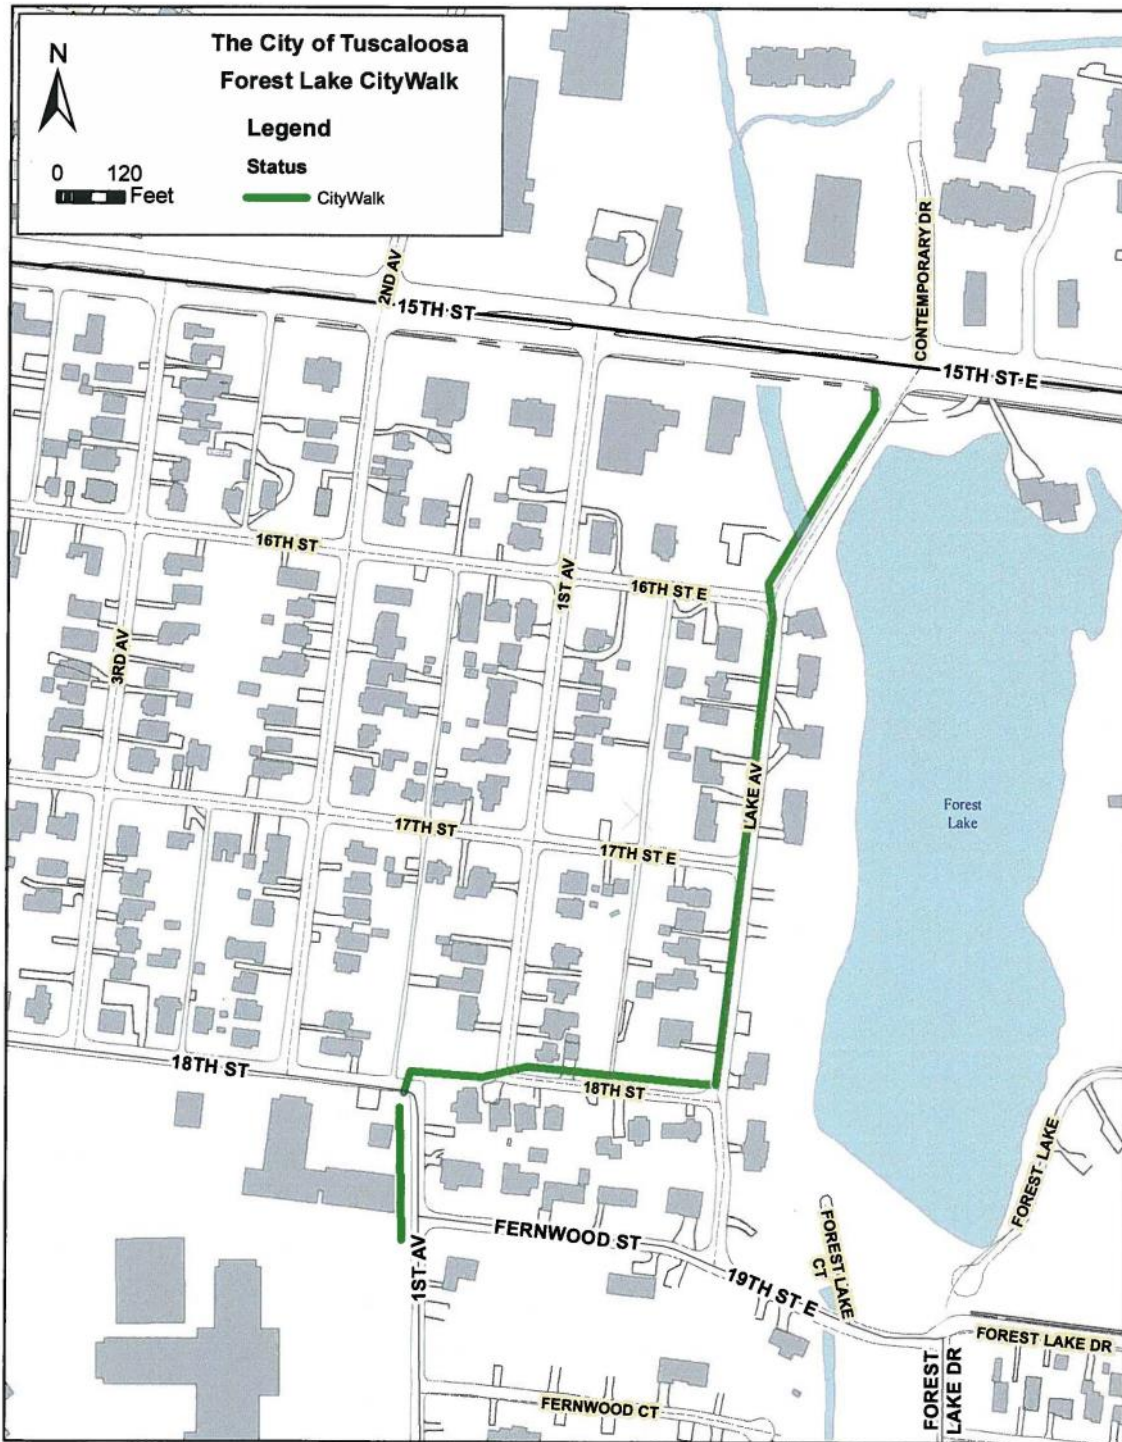 The City of Tuscaloosa
Forest Lake CityWalk
N
Legend
0 120
Feet
Status
CityWalk
2ND AV
15TH ST
CONTEMPORARY DR
15TH ST E
16TH ST
1ST AV
16TH ST E
3RD AV
LAKE AV
Forest
Lake
17TH ST
17TH ST E
18TH ST
18TH ST
FOREST LAKE
FERNWOOD ST
FOREST LAKE
CT
1ST AV
19TH ST E
FOREST LAKE DR
FOREST
LAKE DR
FERNWOOD CT